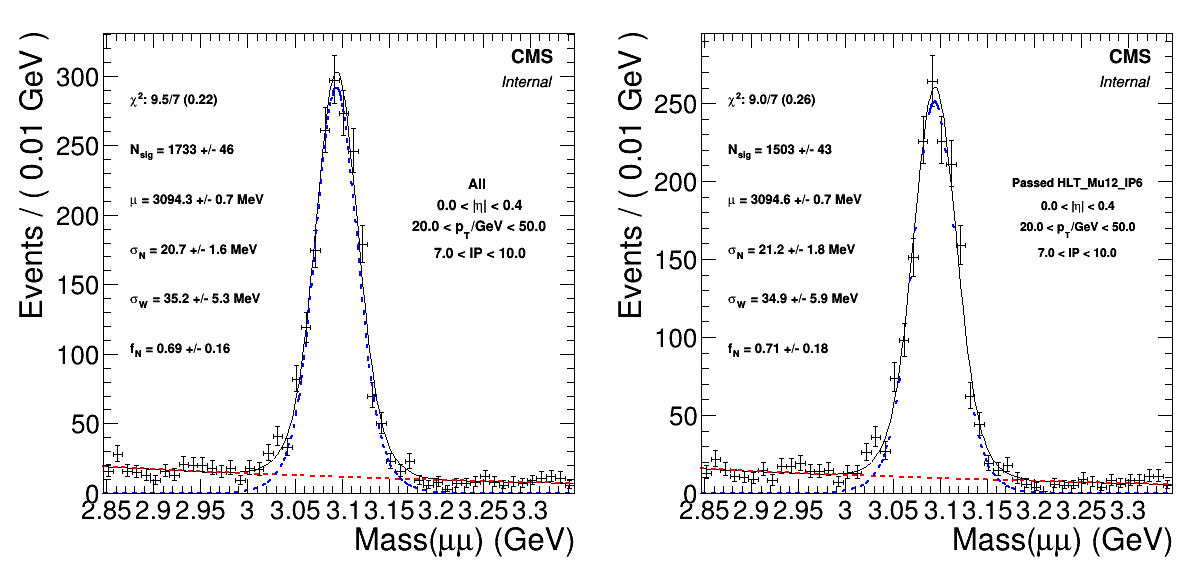 Events / ( 0.01 GeV )
300
250
200
150
100
50
0
CMS
Internal
χ²: 9.5/7 (0.22)
N_sig = 1733 +/- 46
μ = 3094.3 +/- 0.7 MeV
σ_N = 20.7 +/- 1.6 MeV
σ_W = 35.2 +/- 5.3 MeV
f_N = 0.69 +/- 0.16
All
0.0 < |η| < 0.4
20.0 < p_T/GeV < 50.0
7.0 < IP < 10.0
2.85 2.9 2.95 3 3.05 3.1 3.15 3.2 3.25 3.3
Mass(μμ) (GeV)
Events / ( 0.01 GeV )
250
200
150
100
50
0
CMS
Internal
χ²: 9.0/7 (0.26)
N_sig = 1503 +/- 43
μ = 3094.6 +/- 0.7 MeV
σ_N = 21.2 +/- 1.8 MeV
σ_W = 34.9 +/- 5.9 MeV
f_N = 0.71 +/- 0.18
Passed HLT_Mu12_IP6
0.0 < |η| < 0.4
20.0 < p_T/GeV < 50.0
7.0 < IP < 10.0
2.85 2.9 2.95 3 3.05 3.1 3.15 3.2 3.25 3.3
Mass(μμ) (GeV)